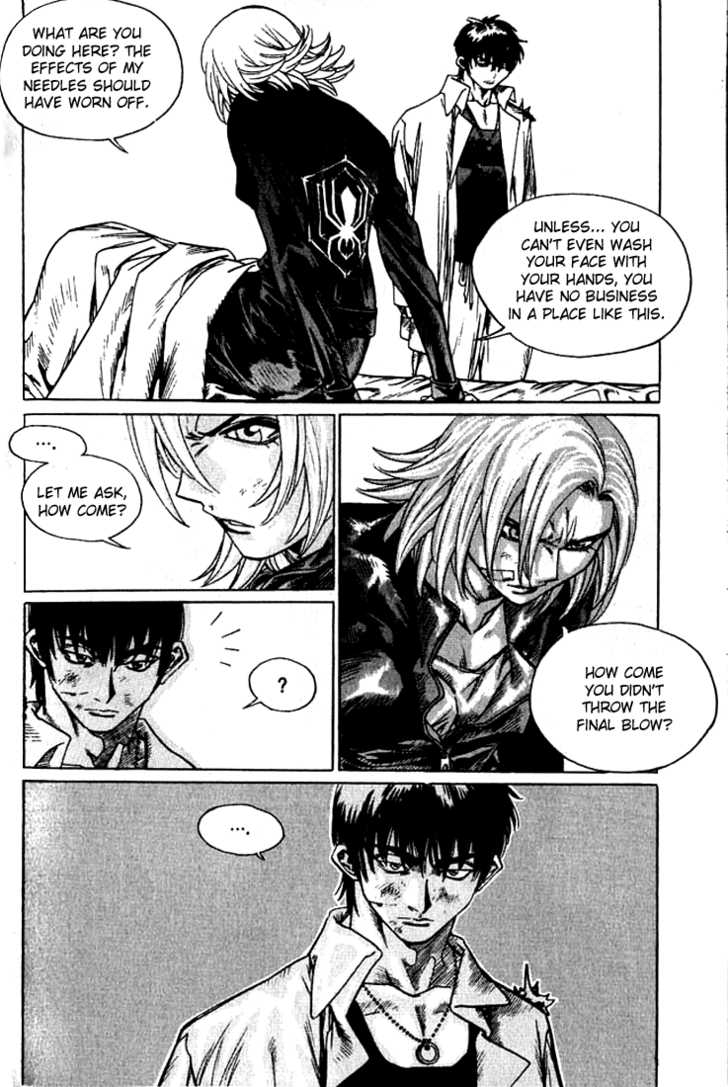 WHAT ARE YOU
DOING HERE? THE
EFFECTS OF MY
NEEDLES SHOULD
HAVE WORN OFF.
UNLESS... YOU
CAN'T EVEN WASH
YOUR FACE WITH
YOUR HANDS, YOU
HAVE NO BUSINESS
IN A PLACE LIKE THIS.
....
LET ME ASK,
HOW COME?
HOW COME
YOU DIDN'T
THROW THE
FINAL BLOW?
?
....